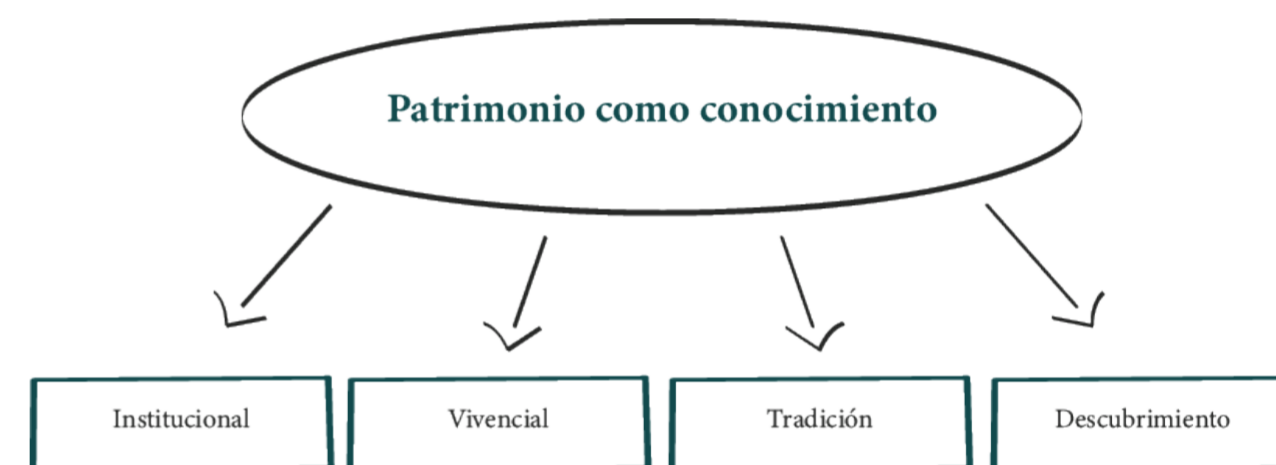 Patrimonio como conocimiento
Institucional
Vivencial
Tradición
Descubrimiento